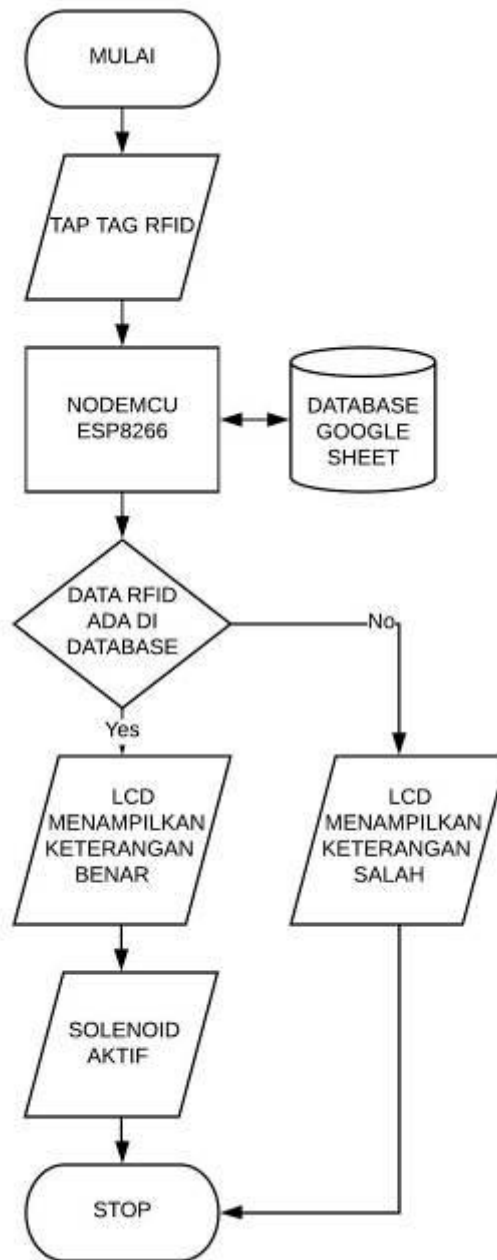 MULAI
TAP TAG RFID
NODEMCU
ESP8266
DATABASE
GOOGLE
SHEET
DATA RFID
ADA DI
DATABASE
No
Yes
LCD
MENAMPILKAN
KETERANGAN
BENAR
LCD
MENAMPILKAN
KETERANGAN
SALAH
SOLENOID
AKTIF
STOP